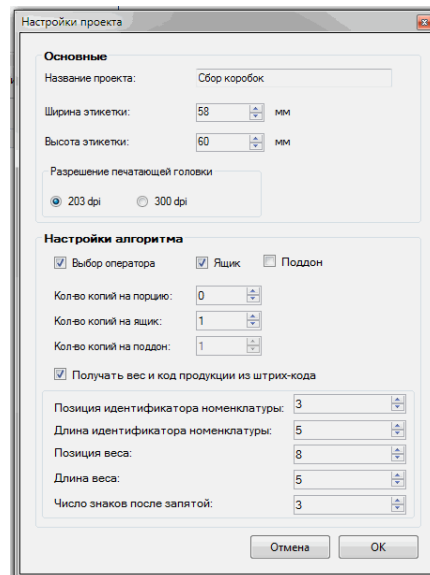 Настройки проекта
Основные
Название проекта: Сбор коробок
Ширина этикетки: 58 мм
Высота этикетки: 60 мм
Разрешение печатающей головки
203 dpi 300 dpi
Настройки алгоритма
Выбор оператора Ящик Поддон
Кол-во копий на порцию: 0
Кол-во копий на ящик: 1
Кол-во копий на поддон: 1
Получать вес и код продукции из штрих-кода
Позиция идентификатора номенклатуры: 3
Длина идентификатора номенклатуры: 5
Позиция веса: 8
Длина веса: 5
Число знаков после запятой: 3
Отмена OK